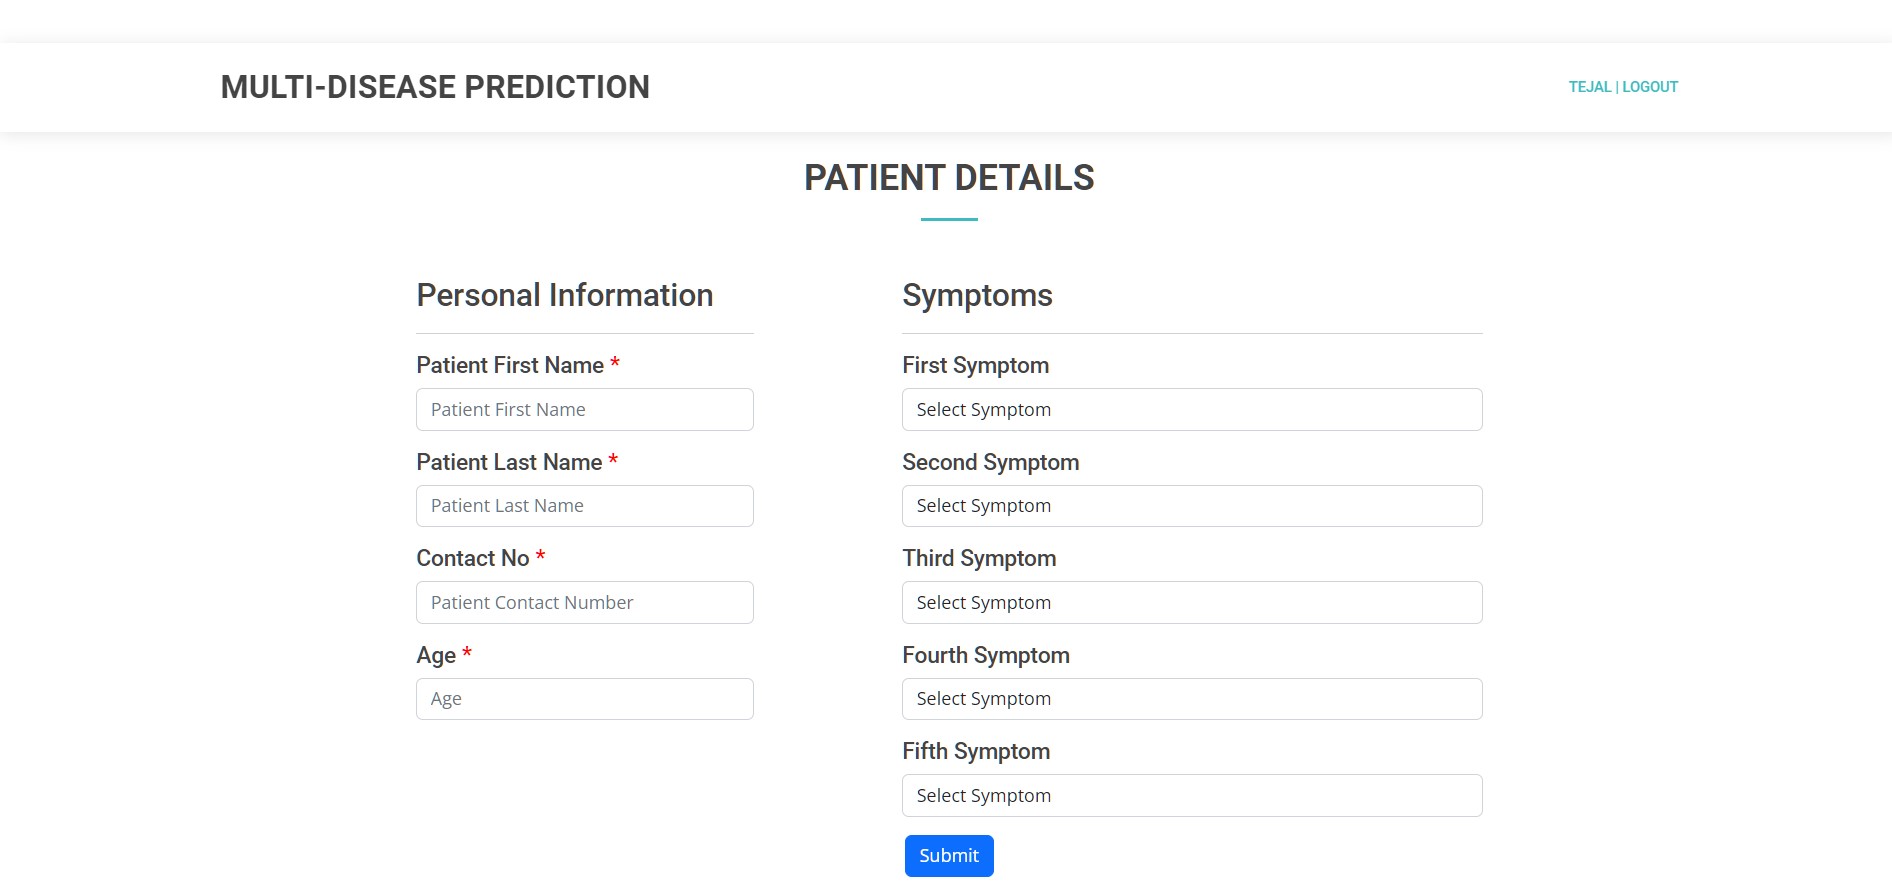 MULTI-DISEASE PREDICTION
TEJAL | LOGOUT
PATIENT DETAILS
Personal Information
Patient First Name *
Patient First Name
Patient Last Name *
Patient Last Name
Contact No *
Patient Contact Number
Age *
Age
Symptoms
First Symptom
Select Symptom
Second Symptom
Select Symptom
Third Symptom
Select Symptom
Fourth Symptom
Select Symptom
Fifth Symptom
Select Symptom
Submit